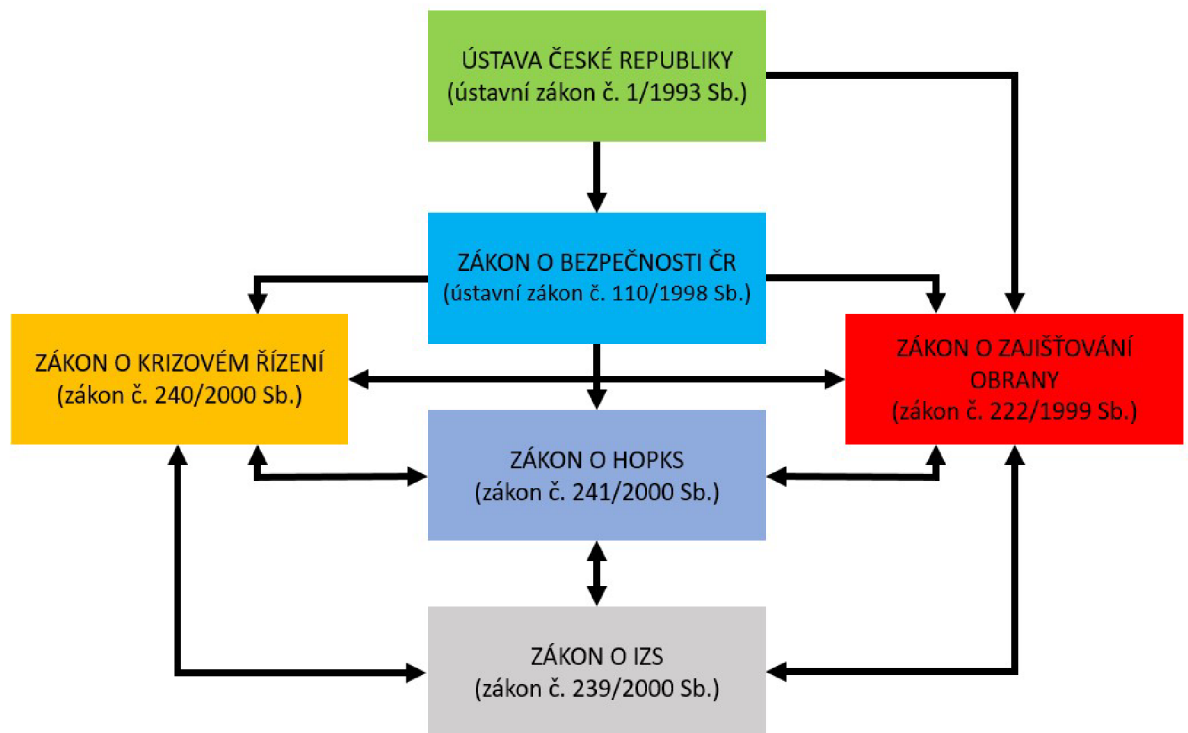 ÚSTAVA ČESKÉ REPUBLIKY
(ústavní zákon č. 1/1993 Sb.)
ZÁKON O BEZPEČNOSTI ČR
(ústavní zákon č. 110/1998 Sb.)
ZÁKON O KRIZOVÉM ŘÍZENÍ
(zákon č. 240/2000 Sb.)
ZÁKON O ZAJIŠŤOVÁNÍ
OBRANY
(zákon č. 222/1999 Sb.)
ZÁKON O HOPKS
(zákon č. 241/2000 Sb.)
ZÁKON O IZS
(zákon č. 239/2000 Sb.)